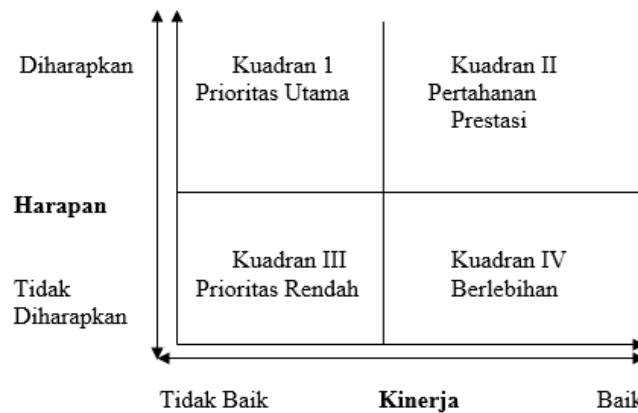 Diharapkan
Kuadran 1
Prioritas Utama
Kuadran II
Pertahanan
Prestasi
Harapan
Tidak
Diharapkan
Kuadran III
Prioritas Rendah
Kuadran IV
Berlebihan
Tidak Baik
Kinerja
Baik